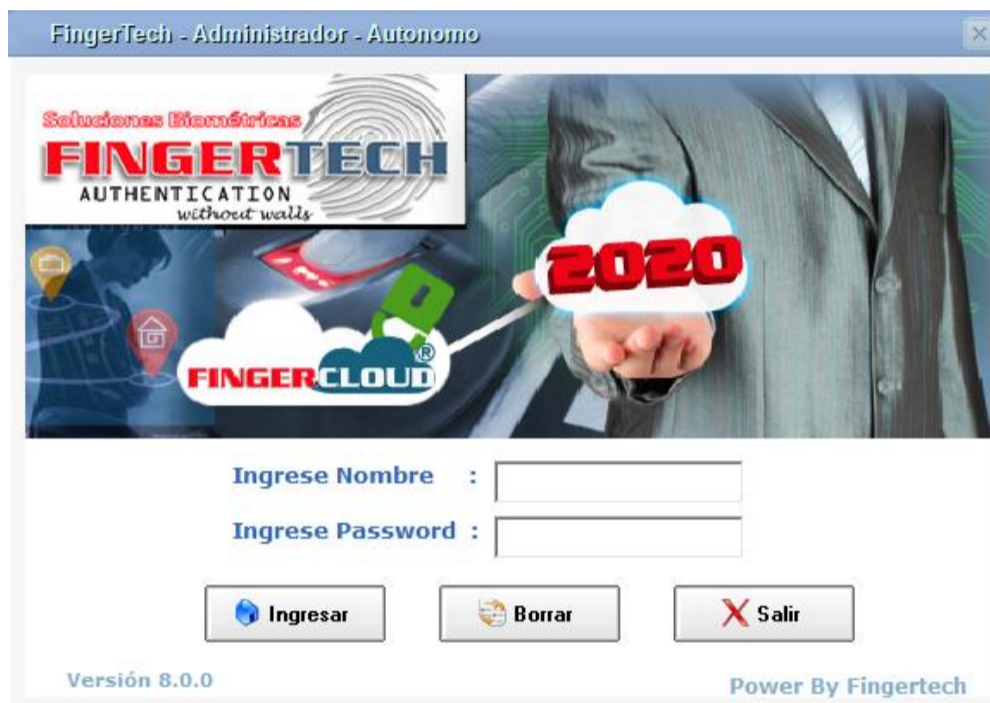 FingerTech - Administrador - Autonomo
Soluciones Biométricas
FINGERTECH
AUTHENTICATION
without walls
2020
FINGERCLOUD®
Ingrese Nombre :
Ingrese Password :
Ingresar
Borrar
Salir
Versión 8.0.0
Power By Fingertech